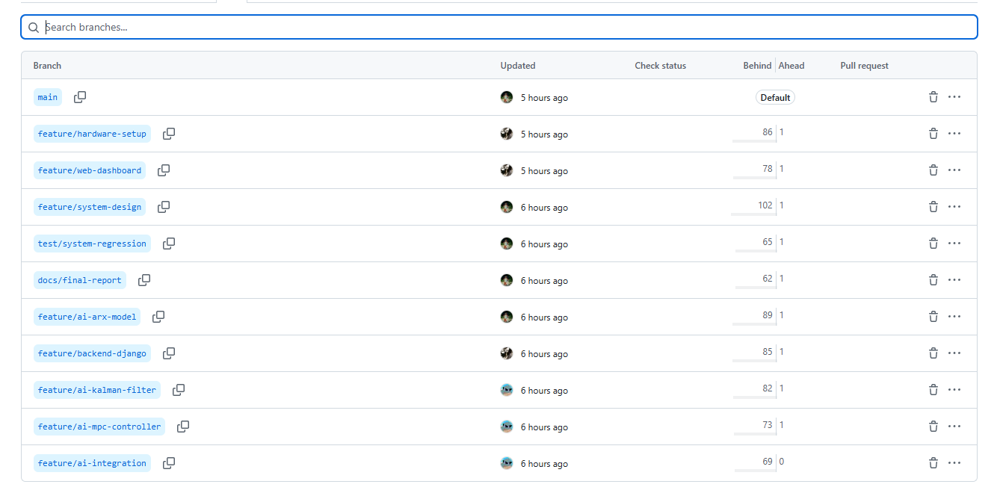 Search branches...
Branch Updated Check status Behind Ahead Pull request
main 5 hours ago Default
feature/hardware-setup 5 hours ago 86 1
feature/web-dashboard 5 hours ago 78 1
feature/system-design 6 hours ago 102 1
test/system-regression 6 hours ago 65 1
docs/final-report 6 hours ago 62 1
feature/ai-arx-model 6 hours ago 89 1
feature/backend-django 6 hours ago 85 1
feature/ai-kalman-filter 6 hours ago 82 1
feature/ai-mpc-controller 6 hours ago 73 1
feature/ai-integration 6 hours ago 69 0